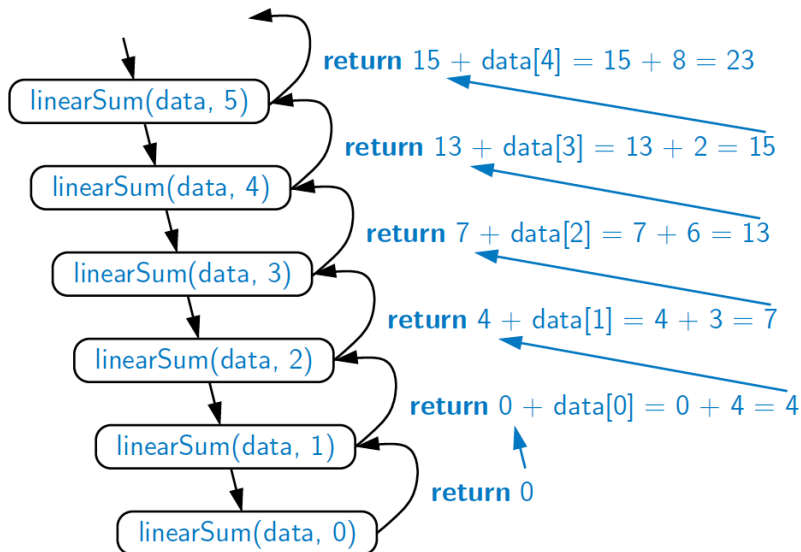 return 15 + data[4] = 15 + 8 = 23
linearSum(data, 5)
return 13 + data[3] = 13 + 2 = 15
linearSum(data, 4)
return 7 + data[2] = 7 + 6 = 13
linearSum(data, 3)
return 4 + data[1] = 4 + 3 = 7
linearSum(data, 2)
return 0 + data[0] = 0 + 4 = 4
linearSum(data, 1)
return 0
linearSum(data, 0)